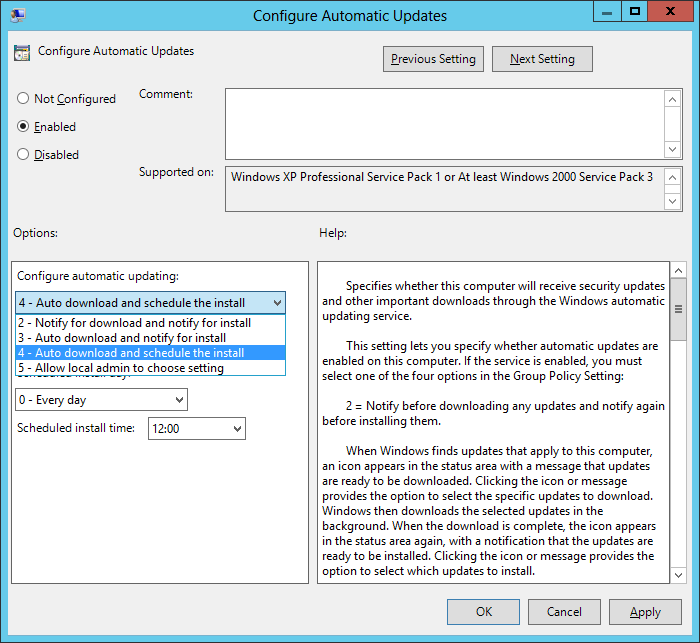 Configure Automatic Updates
Configure Automatic Updates
Previous Setting
Next Setting
Not Configured
Comment:
Enabled
Disabled
Supported on:
Windows XP Professional Service Pack 1 or At least Windows 2000 Service Pack 3
Options:
Help:
Configure automatic updating:
4 - Auto download and schedule the install
2 - Notify for download and notify for install
3 - Auto download and notify for install
4 - Auto download and schedule the install
5 - Allow local admin to choose setting
0 - Every day
Scheduled install time:
12:00
Specifies whether this computer will receive security updates
and other important downloads through the Windows automatic
updating service.
This setting lets you specify whether automatic updates are
enabled on this computer. If the service is enabled, you must
select one of the four options in the Group Policy Setting:
2 = Notify before downloading any updates and notify again
before installing them.
When Windows finds updates that apply to this computer,
an icon appears in the status area with a message that updates
are ready to be downloaded. Clicking the icon or message
provides the option to select the specific updates to download.
Windows then downloads the selected updates in the
background. When the download is complete, the icon appears
in the status area again, with a notification that the updates are
ready to be installed. Clicking the icon or message provides the
option to select which updates to install.
OK
Cancel
Apply